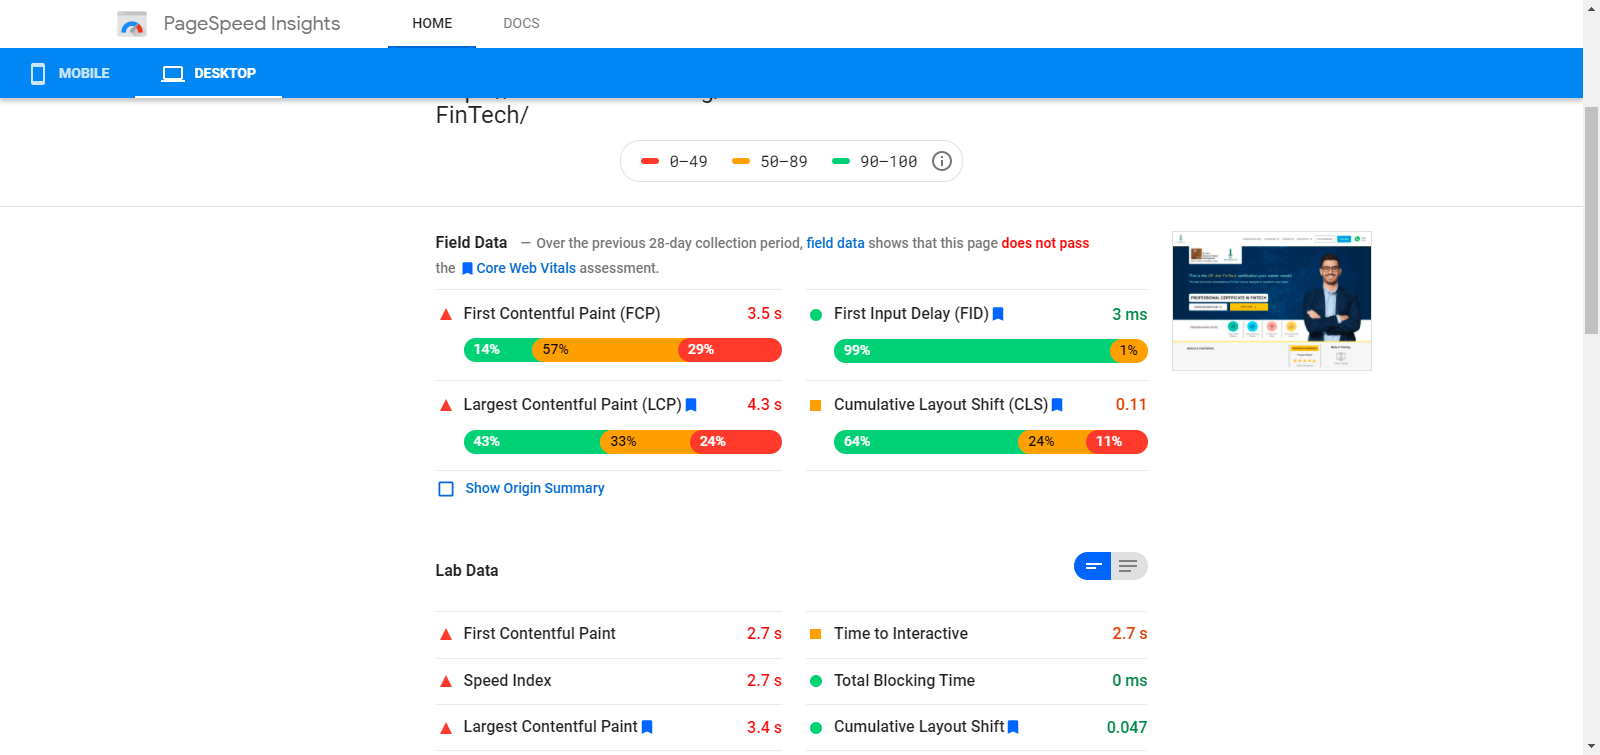 PageSpeed Insights
HOME
DOCS
MOBILE
DESKTOP
FinTech/
0–49
50–89
90–100
Field Data — Over the previous 28-day collection period, field data shows that this page does not pass
the Core Web Vitals assessment.
First Contentful Paint (FCP) 3.5 s
14% 57% 29%
First Input Delay (FID) 3 ms
99% 1%
Largest Contentful Paint (LCP) 4.3 s
43% 33% 24%
Cumulative Layout Shift (CLS) 0.11
64% 24% 11%
Show Origin Summary
PROFESSIONAL CERTIFICATE IN FINTECH
Lab Data
First Contentful Paint 2.7 s
Time to Interactive 2.7 s
Speed Index 2.7 s
Total Blocking Time 0 ms
Largest Contentful Paint 3.4 s
Cumulative Layout Shift 0.047